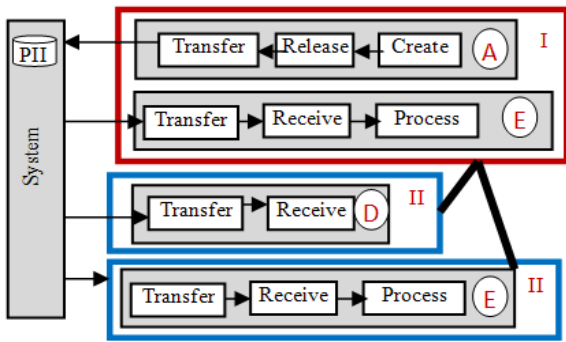 PII
System
Transfer Release Create A I
Transfer Receive Process E
Transfer Receive D II
Transfer Receive Process E II